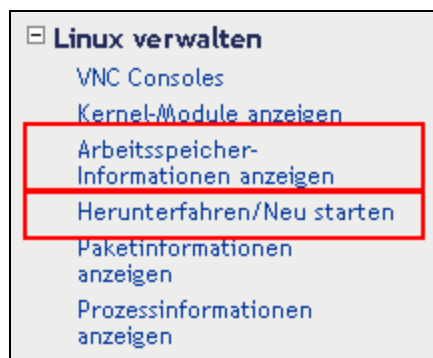 Linux verwalten
VNC Consoles
Kernel-Module anzeigen
Arbeitsspeicher-
Informationen anzeigen
Herunterfahren/Neu starten
Paketinformationen
anzeigen
Prozessinformationen
anzeigen